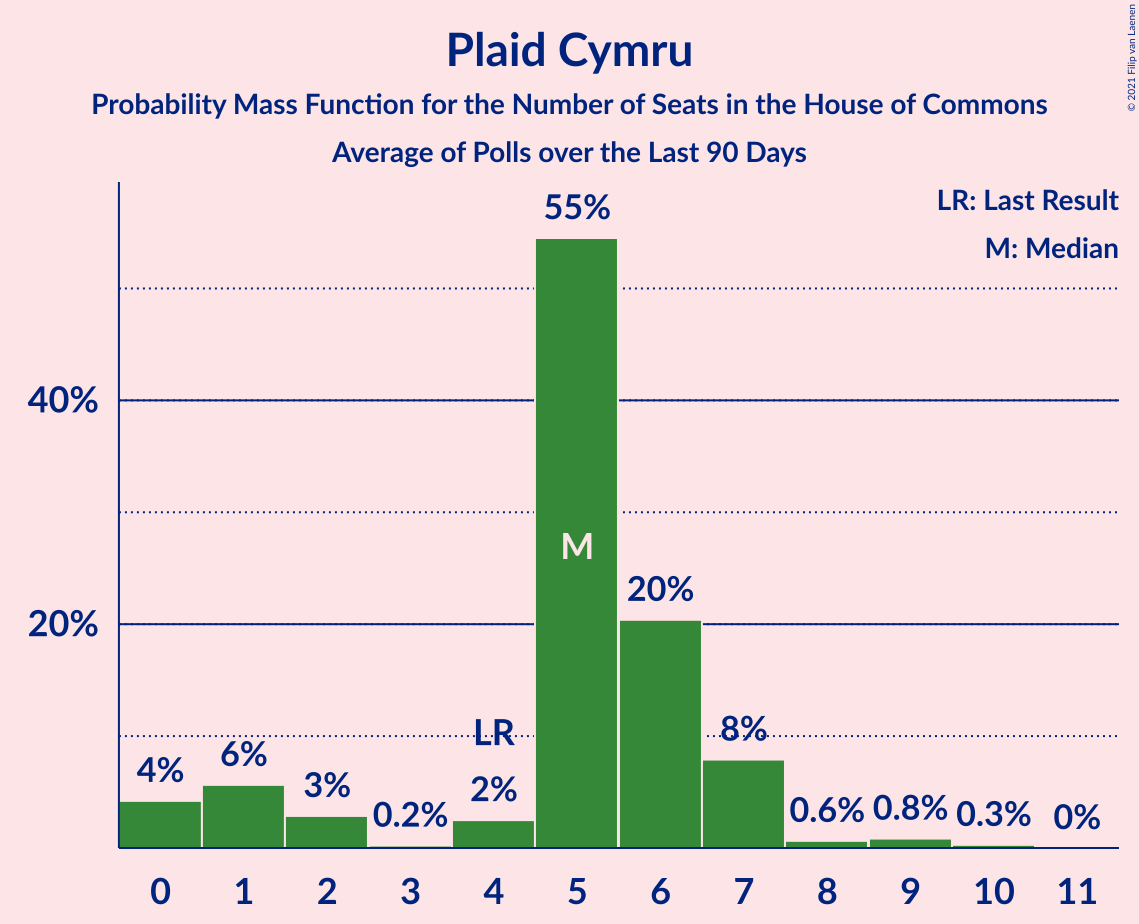 Plaid Cymru
Probability Mass Function for the Number of Seats in the House of Commons
Average of Polls over the Last 90 Days
© 2021 Filip van Laenen
LR: Last Result
M: Median
55%
40%
M
20%
20%
LR
8%
6%
4%
3%
2%
0.2%
0.6%
0.8%
0.3%
0%
0 1 2 3 4 5 6 7 8 9 10 11